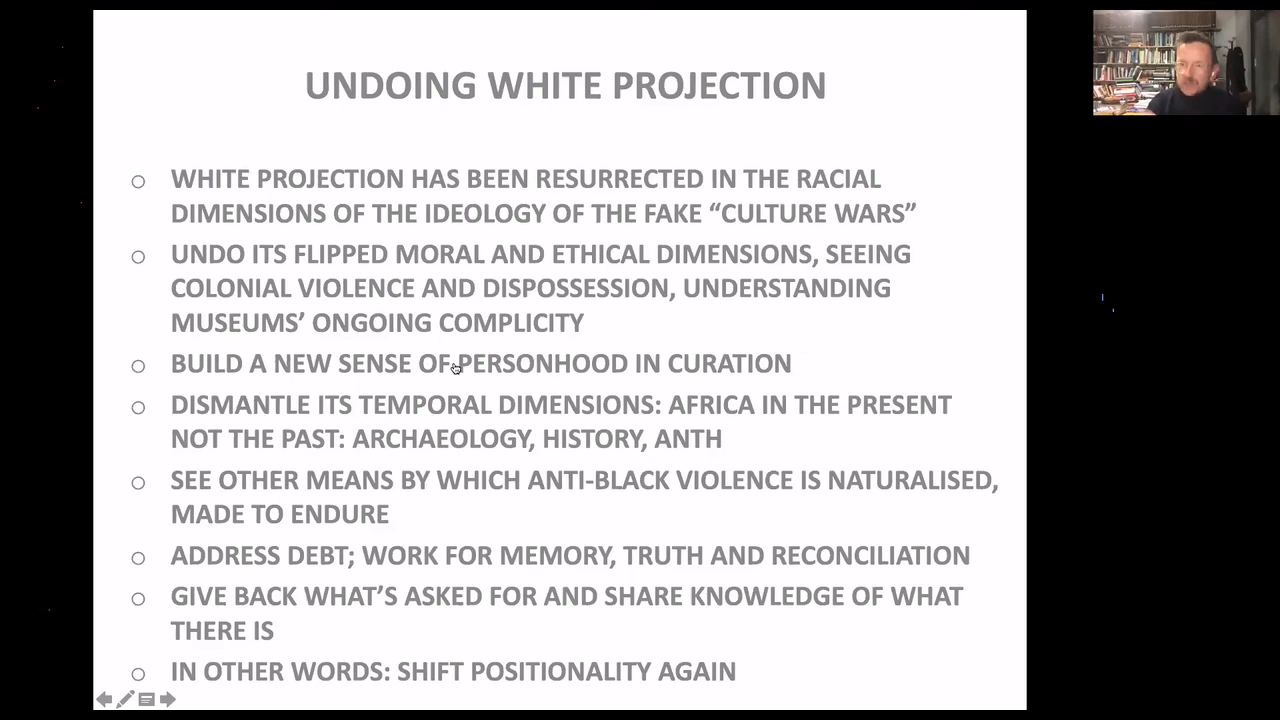 UNDOING WHITE PROJECTION
WHITE PROJECTION HAS BEEN RESURRECTED IN THE RACIAL
DIMENSIONS OF THE IDEOLOGY OF THE FAKE “CULTURE WARS”
UNDO ITS FLIPPED MORAL AND ETHICAL DIMENSIONS, SEEING
COLONIAL VIOLENCE AND DISPOSSESSION, UNDERSTANDING
MUSEUMS’ ONGOING COMPLICITY
BUILD A NEW SENSE OF PERSONHOOD IN CURATION
DISMANTLE ITS TEMPORAL DIMENSIONS: AFRICA IN THE PRESENT
NOT THE PAST: ARCHAEOLOGY, HISTORY, ANTH
SEE OTHER MEANS BY WHICH ANTI-BLACK VIOLENCE IS NATURALISED,
MADE TO ENDURE
ADDRESS DEBT; WORK FOR MEMORY, TRUTH AND RECONCILIATION
GIVE BACK WHAT’S ASKED FOR AND SHARE KNOWLEDGE OF WHAT
THERE IS
IN OTHER WORDS: SHIFT POSITIONALITY AGAIN